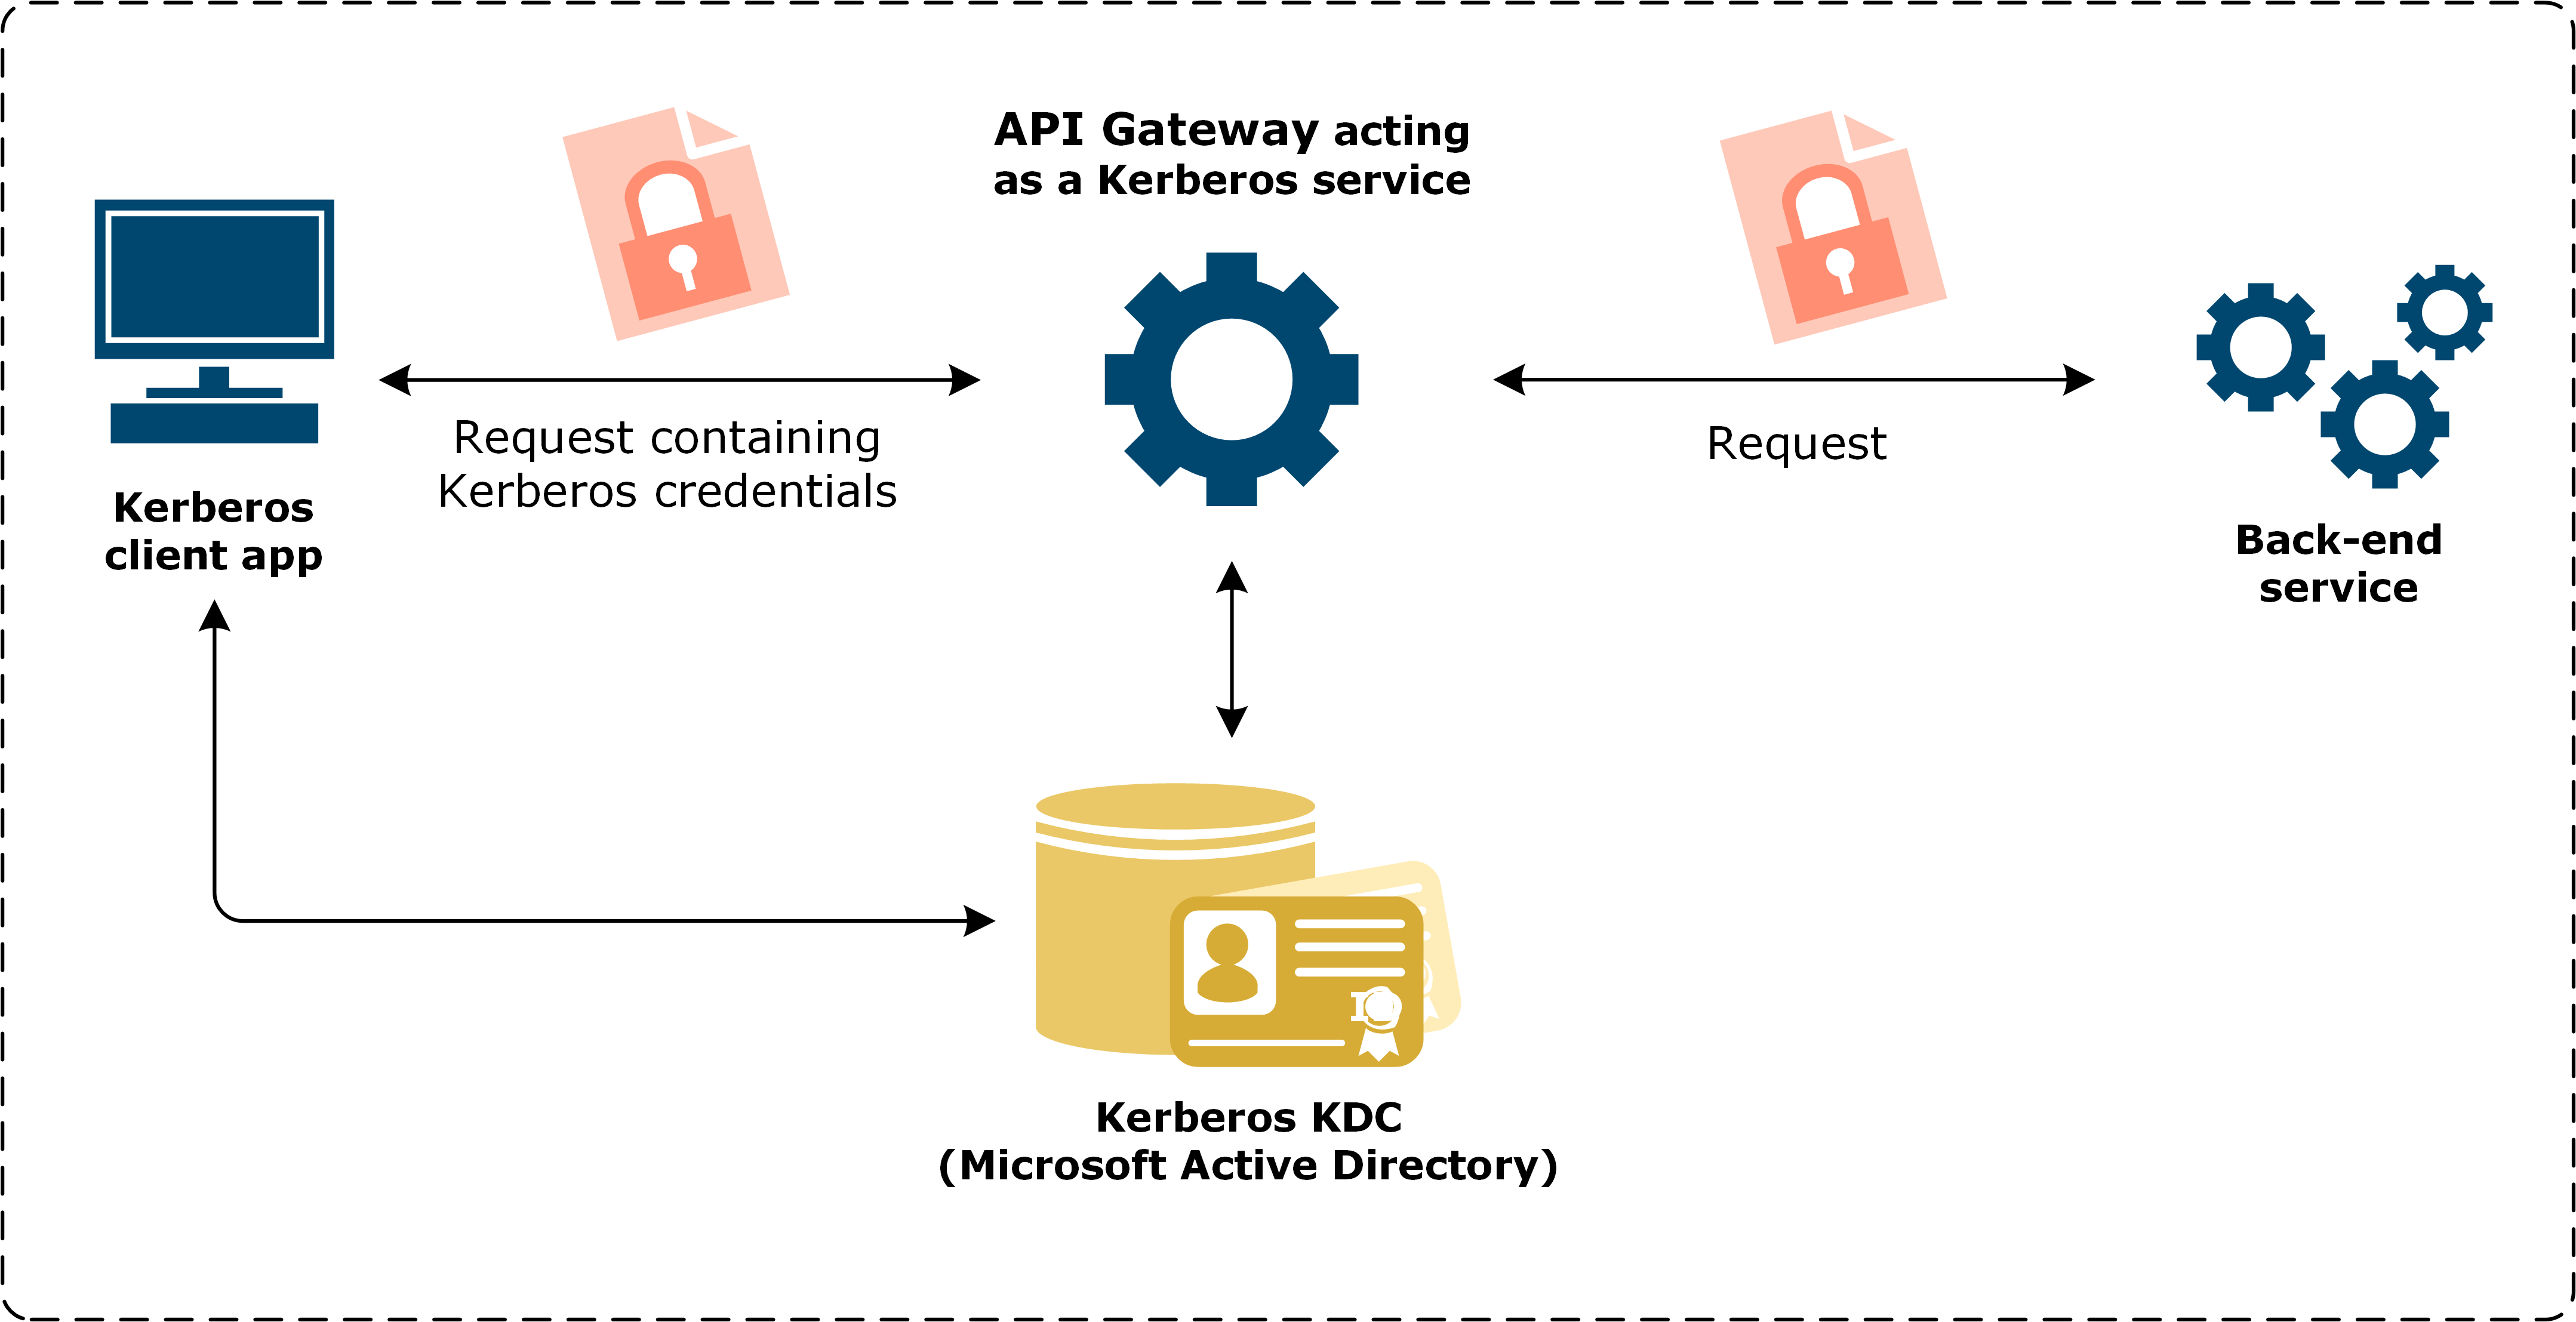 API Gateway acting
as a Kerberos service
Request containing
Kerberos credentials
Request
Kerberos
client app
Back-end
service
Kerberos KDC
(Microsoft Active Directory)